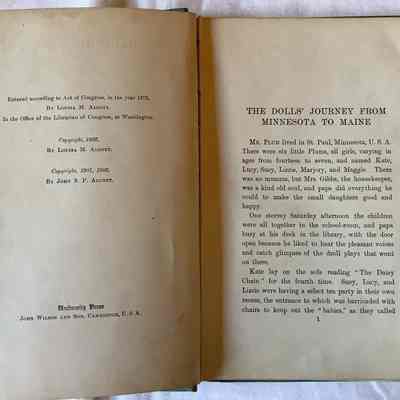 Entered according to Act of Congress, in the year 1873,
By Louisa M. Alcott,
In the Office of the Librarian of Congress, at Washington.
Copyright,
By Louisa M. Alcott.
Copyright, 1901, 1906,
By John S. P. Alcott.
University Press
John Wilson and Son, Cambridge, U.S.A.
THE DOLLS' JOURNEY FROM
MINNESOTA TO MAINE
Mr. Plum lived in St. Paul, Minnesota, U. S. A.
There were six little Plums, all girls, varying in
ages from fourteen to seven, and named Kate,
Lucy, Susy, Lizzie, Marjory, and Maggie. There
was no mamma, but Mrs. Gibbs, the housekeeper,
was a kind old soul, and papa did everything he
could to make the small daughters good and
happy.
One stormy Saturday afternoon the children
were all together in the school-room, and papa
busy at his desk in the library, with the door
open because he liked to hear the pleasant voices
and catch glimpses of the droll plays that went
on there.
Kate lay on the sofa reading "The Daisy
Chain" for the fourth time. Susy, Lucy, and
Lizzie were having a select tea party in their own
recess, the entrance to which was barricaded with
chairs to keep out the "babies," as they called
1